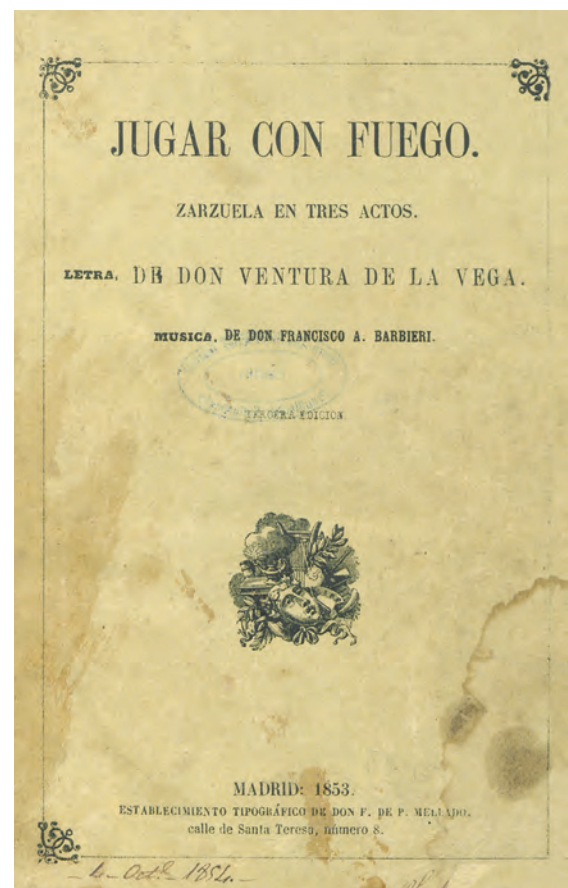 JUGAR CON FUEGO.
ZARZUELA EN TRES ACTOS.
LETRA, DE DON VENTURA DE LA VEGA.
MUSICA, DE DON FRANCISCO A. BARBIERI.
TERCERA EDICION
MADRID: 1853.
ESTABLECIMIENTO TIPOGRÁFICO DE DON F. DE P. MELLADO.
calle de Santa Teresa, número 8.
1854